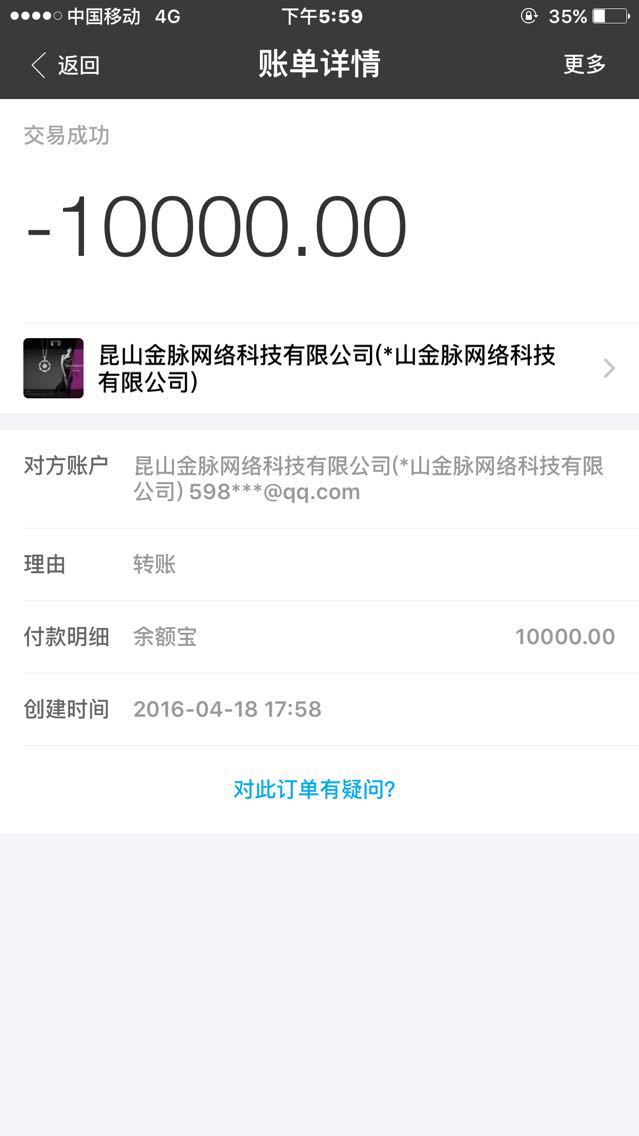 中国移动 4G 下午5:59 35%
返回 账单详情 更多
交易成功
-10000.00
昆山金脉网络科技有限公司(*山金脉网络科技
有限公司)
对方账户 昆山金脉网络科技有限公司(*山金脉网络科技有限
公司) 598***@qq.com
理由 转账
付款明细 余额宝 10000.00
创建时间 2016-04-18 17:58
对此订单有疑问?